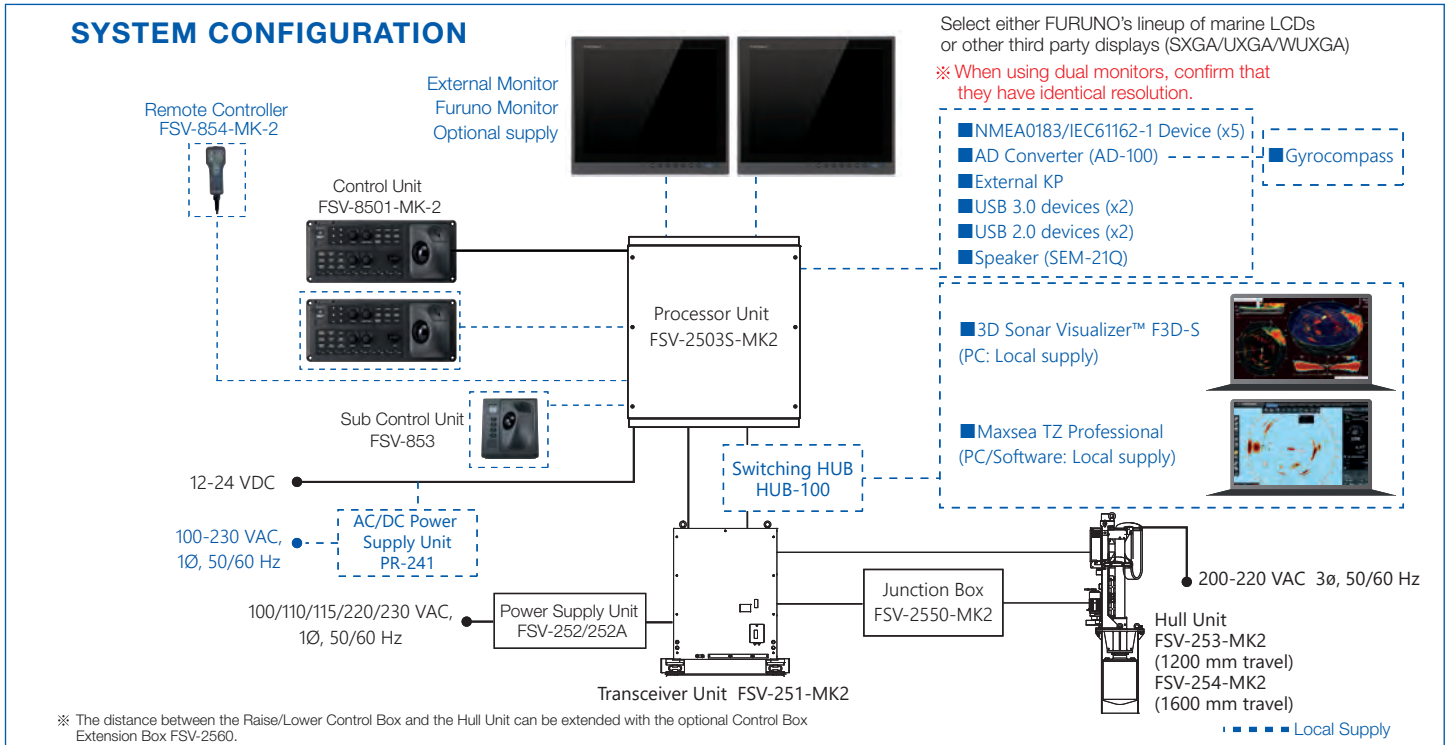 SYSTEM CONFIGURATION
Select either FURUNO's lineup of marine LCDs
or other third party displays (SXGA/UXGA/WUXGA)
※ When using dual monitors, confirm that
they have identical resolution.
External Monitor
Furuno Monitor
Optional supply
Remote Controller
FSV-854-MK-2
Control Unit
FSV-8501-MK-2
■NMEA0183/IEC61162-1 Device (x5)
■AD Converter (AD-100)
■External KP
■USB 3.0 devices (x2)
■USB 2.0 devices (x2)
■Speaker (SEM-21Q)
■Gyrocompass
Processor Unit
FSV-2503S-MK2
■3D Sonar Visualizer™ F3D-S
(PC: Local supply)
■Maxsea TZ Professional
(PC/Software: Local supply)
Sub Control Unit
FSV-853
Switching HUB
HUB-100
12-24 VDC
100-230 VAC,
1Ø, 50/60 Hz
AC/DC Power
Supply Unit
PR-241
100/110/115/220/230 VAC,
1Ø, 50/60 Hz
Power Supply Unit
FSV-252/252A
Junction Box
FSV-2550-MK2
200-220 VAC 3ø, 50/60 Hz
Hull Unit
FSV-253-MK2
(1200 mm travel)
FSV-254-MK2
(1600 mm travel)
Transceiver Unit FSV-251-MK2
※ The distance between the Raise/Lower Control Box and the Hull Unit can be extended with the optional Control Box
Extension Box FSV-2560.
Local Supply